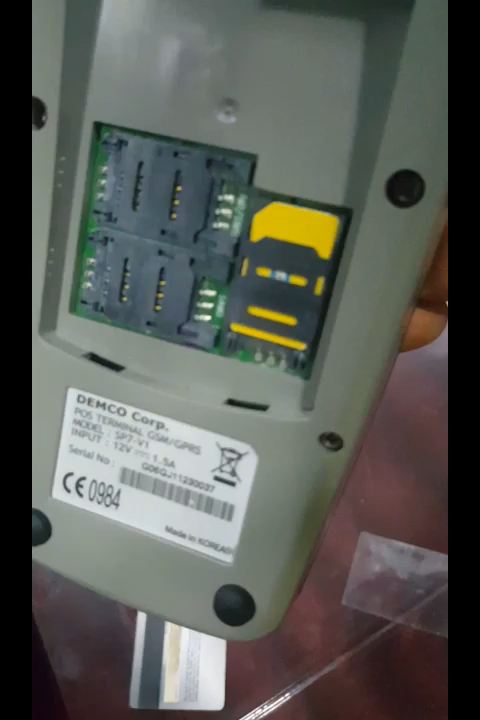 DEMCO Corp.
POS TERMINAL GSM/GPRS
MODEL : SP7-V1
INPUT : 12V 1.5A
Serial No : G06QJ11230037
CE 0984
Made in KOREA